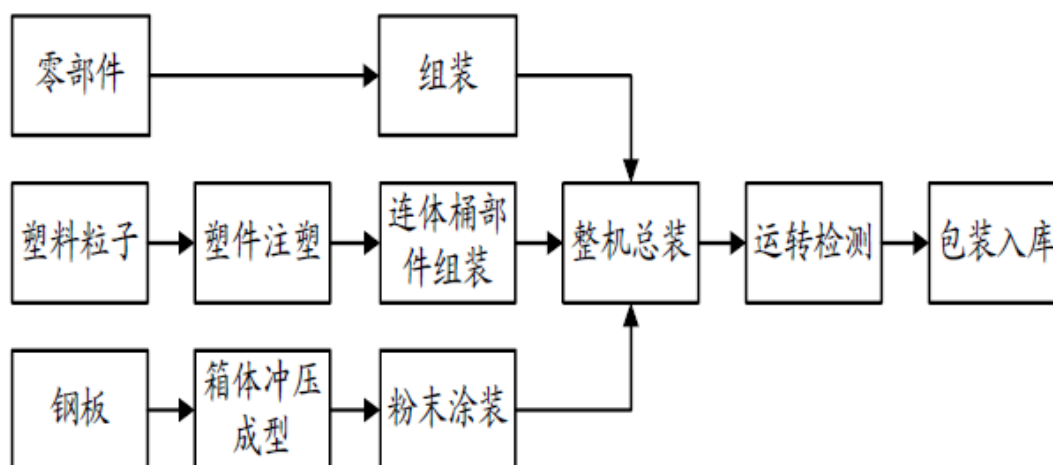 零部件
组装
塑料粒子
塑件注塑
连体桶部
件组装
整机总装
运转检测
包装入库
钢板
箱体冲压
成型
粉末涂装